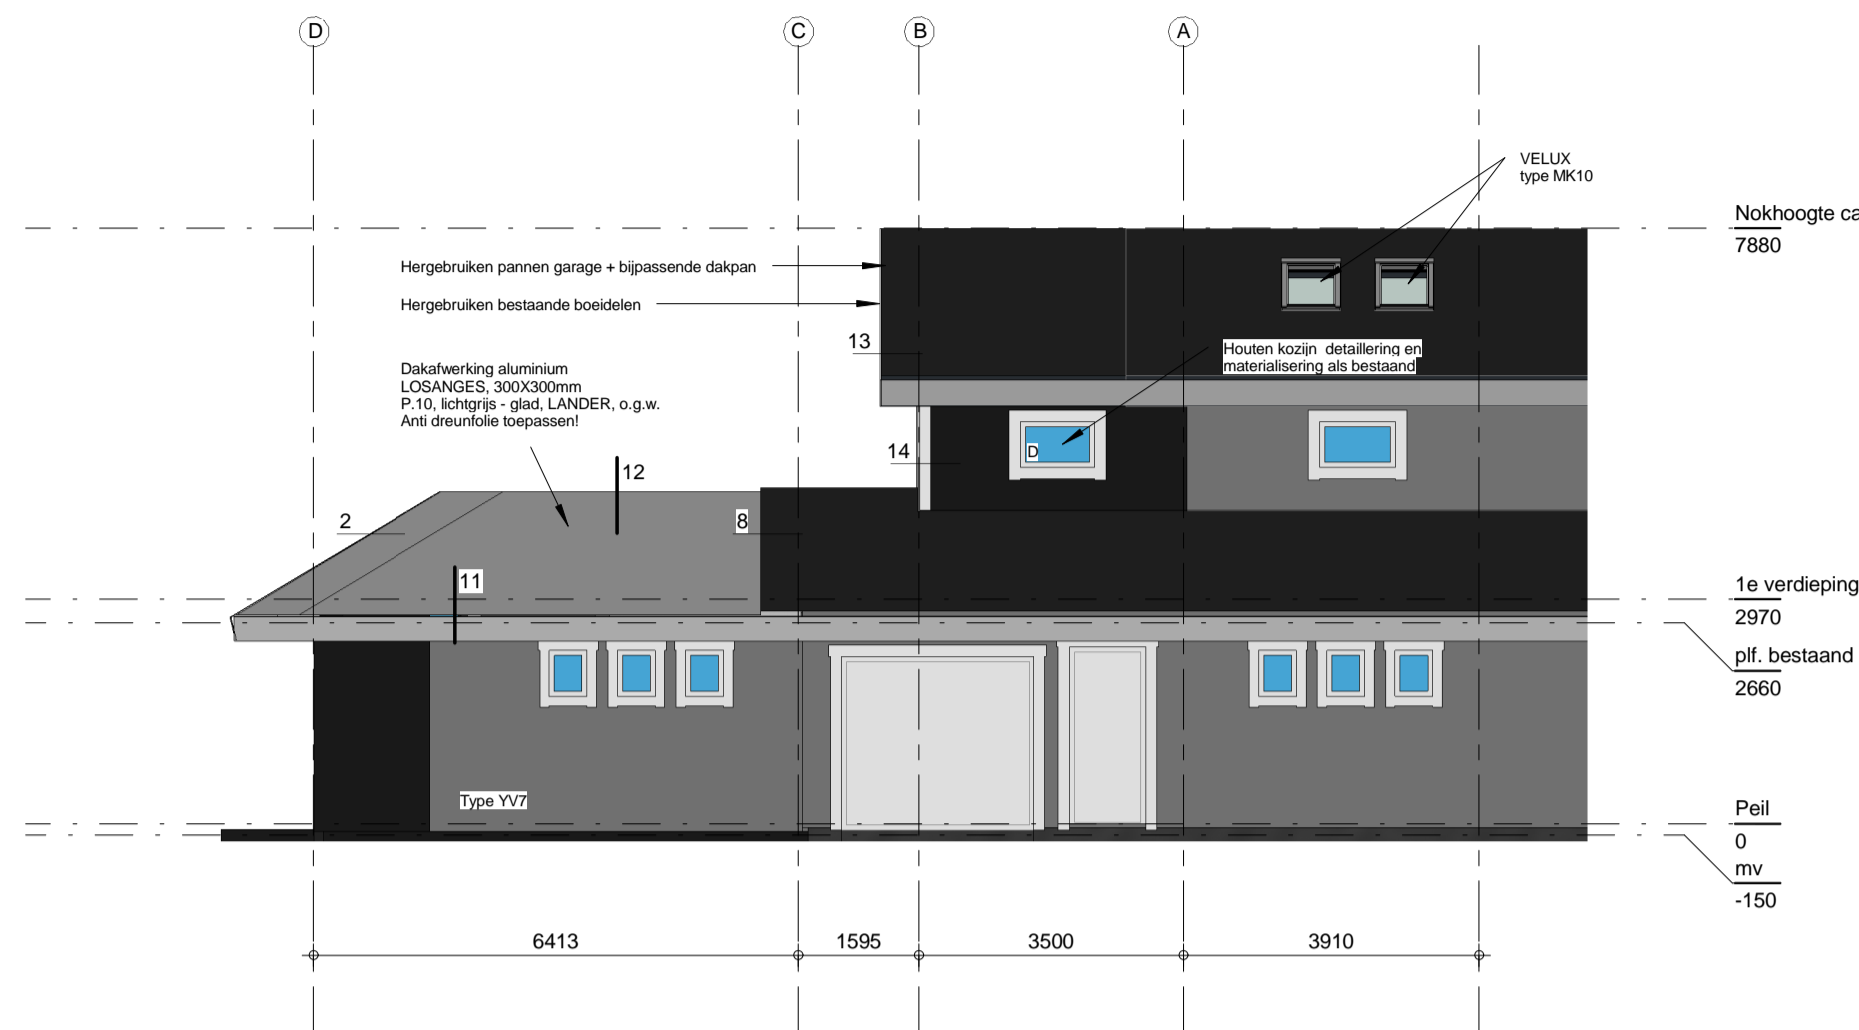 D
C
B
A
VELUX
type MK10
Nokhoogte ca
7880
Hergebruiken pannen garage + bijpassende dakpan
Hergebruiken bestaande boeidelen
13
Houten kozijn detaillering en
materialisering als bestaand
Dakafwerking aluminium
LOSANGES, 300X300mm
P.10, lichtgrijs - glad, LANDER, o.g.w.
Anti dreunfolie toepassen!
D
14
12
2
8
11
1e verdieping
2970
plf. bestaand
2660
Type YV7
Peil
0
mv
-150
6413
1595
3500
3910